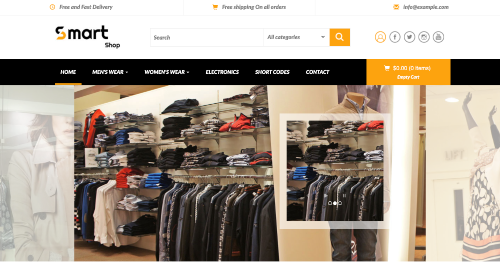 Free and Fast Delivery
Free shipping On all orders
info@example.com
Smart
Shop
Search
All categories
HOME
MEN'S WEAR
WOMEN'S WEAR
ELECTRONICS
SHORT CODES
CONTACT
$0.00 (0 items)
Empty Cart